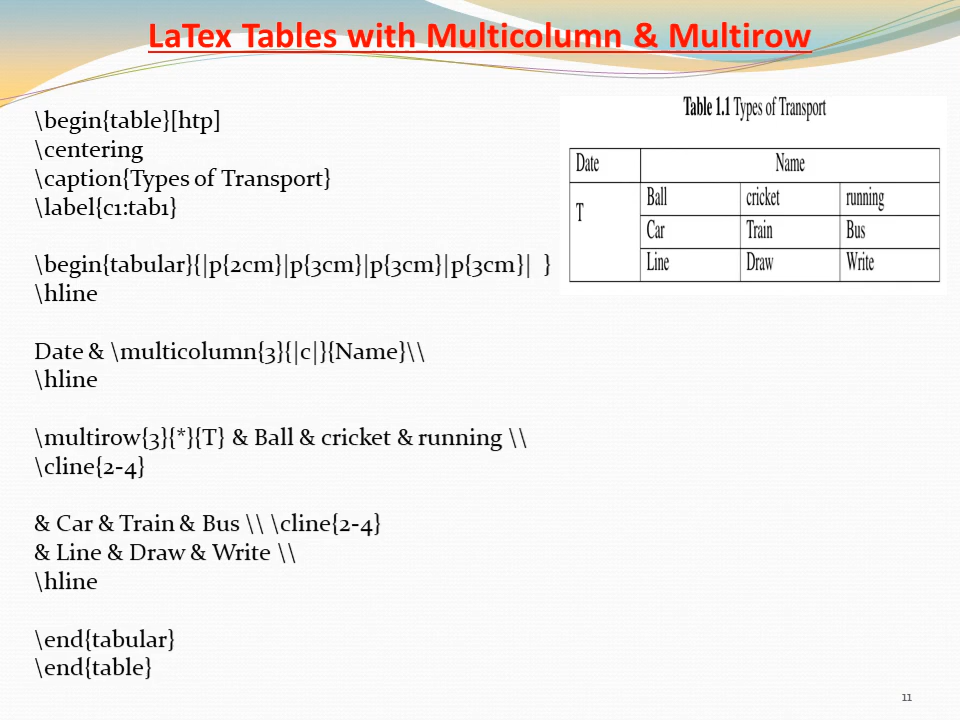 LaTex Tables with Multicolumn & Multirow
\begin{table}[htp]
\centering
\caption{Types of Transport}
\label{c1:tab1}
\begin{tabular}{|p{2cm}|p{3cm}|p{3cm}|p{3cm}| }
\hline
Date & \multicolumn{3}{|c|}{Name}\\
\hline
\multirow{3}{*}{T} & Ball & cricket & running \\
\cline{2-4}
& Car & Train & Bus \\ \cline{2-4}
& Line & Draw & Write \\
\hline
\end{tabular}
\end{table}
Table 1.1 Types of Transport
Date Name
T Ball cricket running
Car Train Bus
Line Draw Write
11